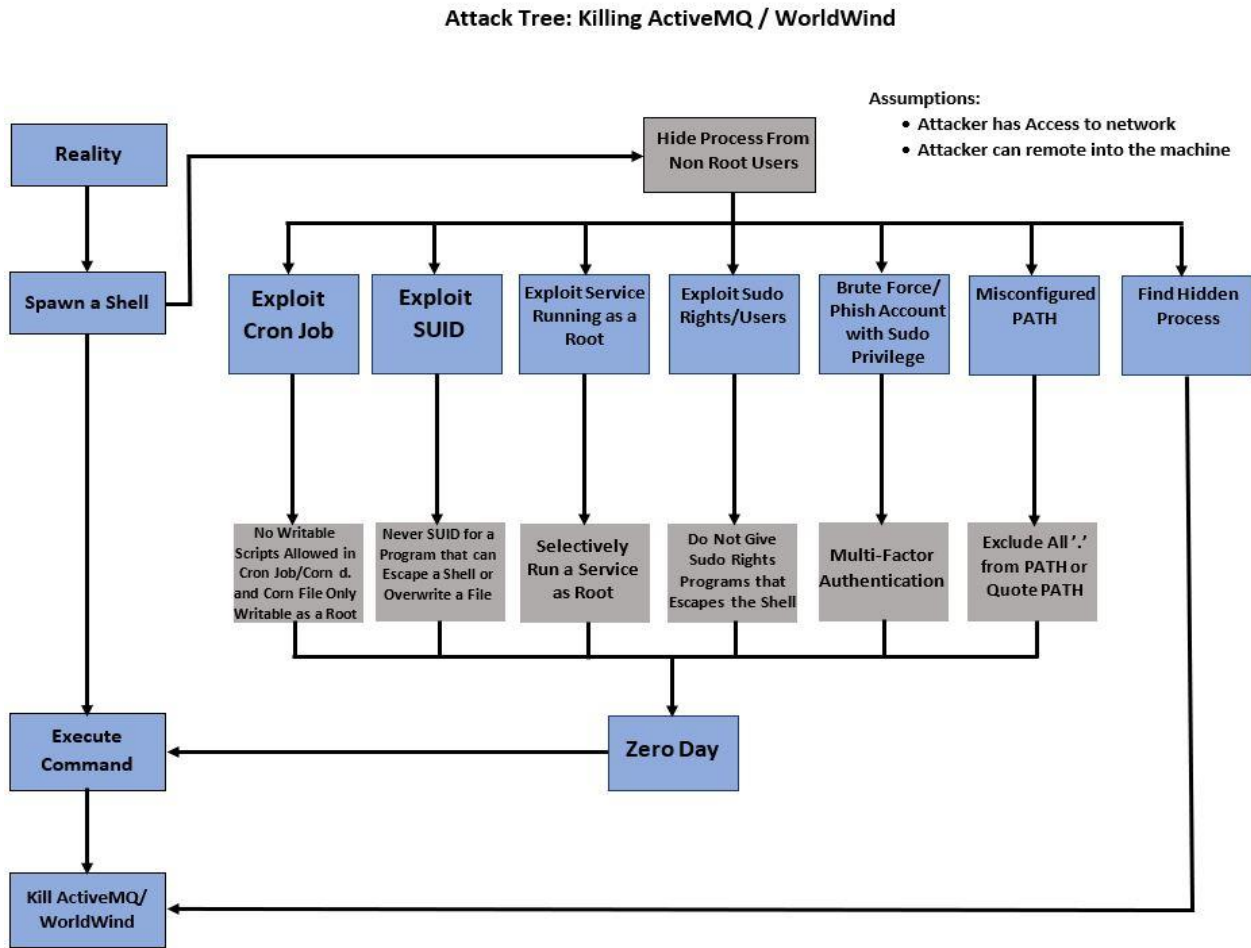 Attack Tree: Killing ActiveMQ / WorldWind
Assumptions:
• Attacker has Access to network
• Attacker can remote into the machine
Reality
Hide Process From
Non Root Users
Spawn a Shell
Exploit
Cron Job
Exploit
SUID
Exploit Service
Running as a
Root
Exploit Sudo
Rights/Users
Brute Force/
Phish Account
with Sudo
Privilege
Misconfigured
PATH
Find Hidden
Process
No Writable
Scripts Allowed in
Cron Job/Corn d.
and Corn File Only
Writable as a Root
Never SUID for a
Program that can
Escape a Shell or
Overwrite a File
Selectively
Run a Service
as Root
Do Not Give
Sudo Rights
Programs that
Escapes the Shell
Multi-Factor
Authentication
Exclude All '.'
from PATH or
Quote PATH
Execute
Command
Zero Day
Kill ActiveMQ/
WorldWind